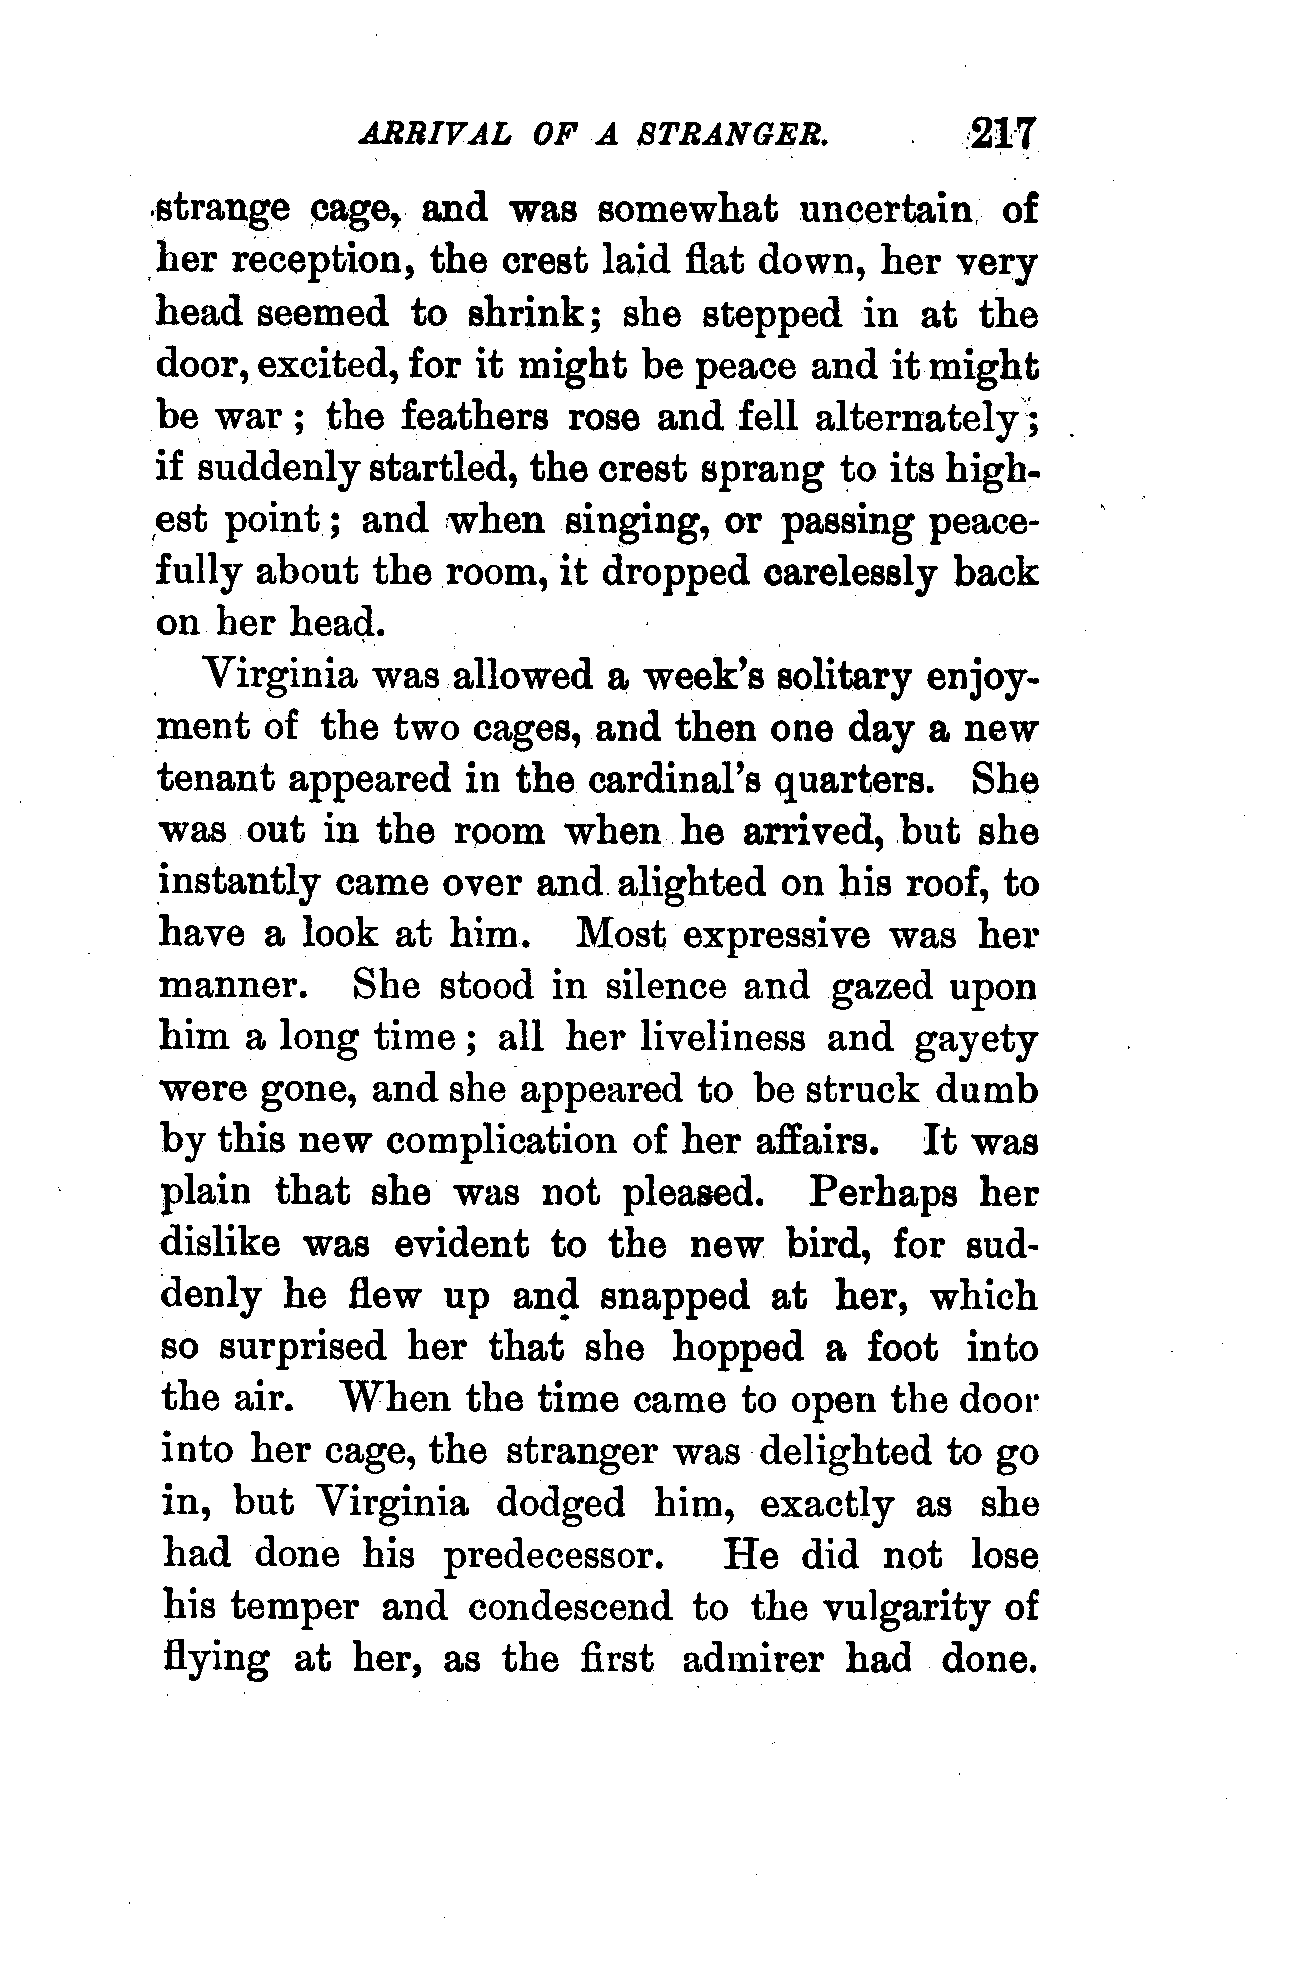 ARRIVAL OF A STRANGER. 217
strange cage, and was somewhat uncertain of
her reception, the crest laid flat down, her very
head seemed to shrink; she stepped in at the
door, excited, for it might be peace and it might
be war; the feathers rose and fell alternately;
if suddenly startled, the crest sprang to its high-
est point; and when singing, or passing peace-
fully about the room, it dropped carelessly back
on her head.
Virginia was allowed a week's solitary enjoy-
ment of the two cages, and then one day a new
tenant appeared in the cardinal's quarters. She
was out in the room when he arrived, but she
instantly came over and alighted on his roof, to
have a look at him. Most expressive was her
manner. She stood in silence and gazed upon
him a long time; all her liveliness and gayety
were gone, and she appeared to be struck dumb
by this new complication of her affairs. It was
plain that she was not pleased. Perhaps her
dislike was evident to the new bird, for sud-
denly he flew up and snapped at her, which
so surprised her that she hopped a foot into
the air. When the time came to open the door
into her cage, the stranger was delighted to go
in, but Virginia dodged him, exactly as she
had done his predecessor. He did not lose
his temper and condescend to the vulgarity of
flying at her, as the first admirer had done.